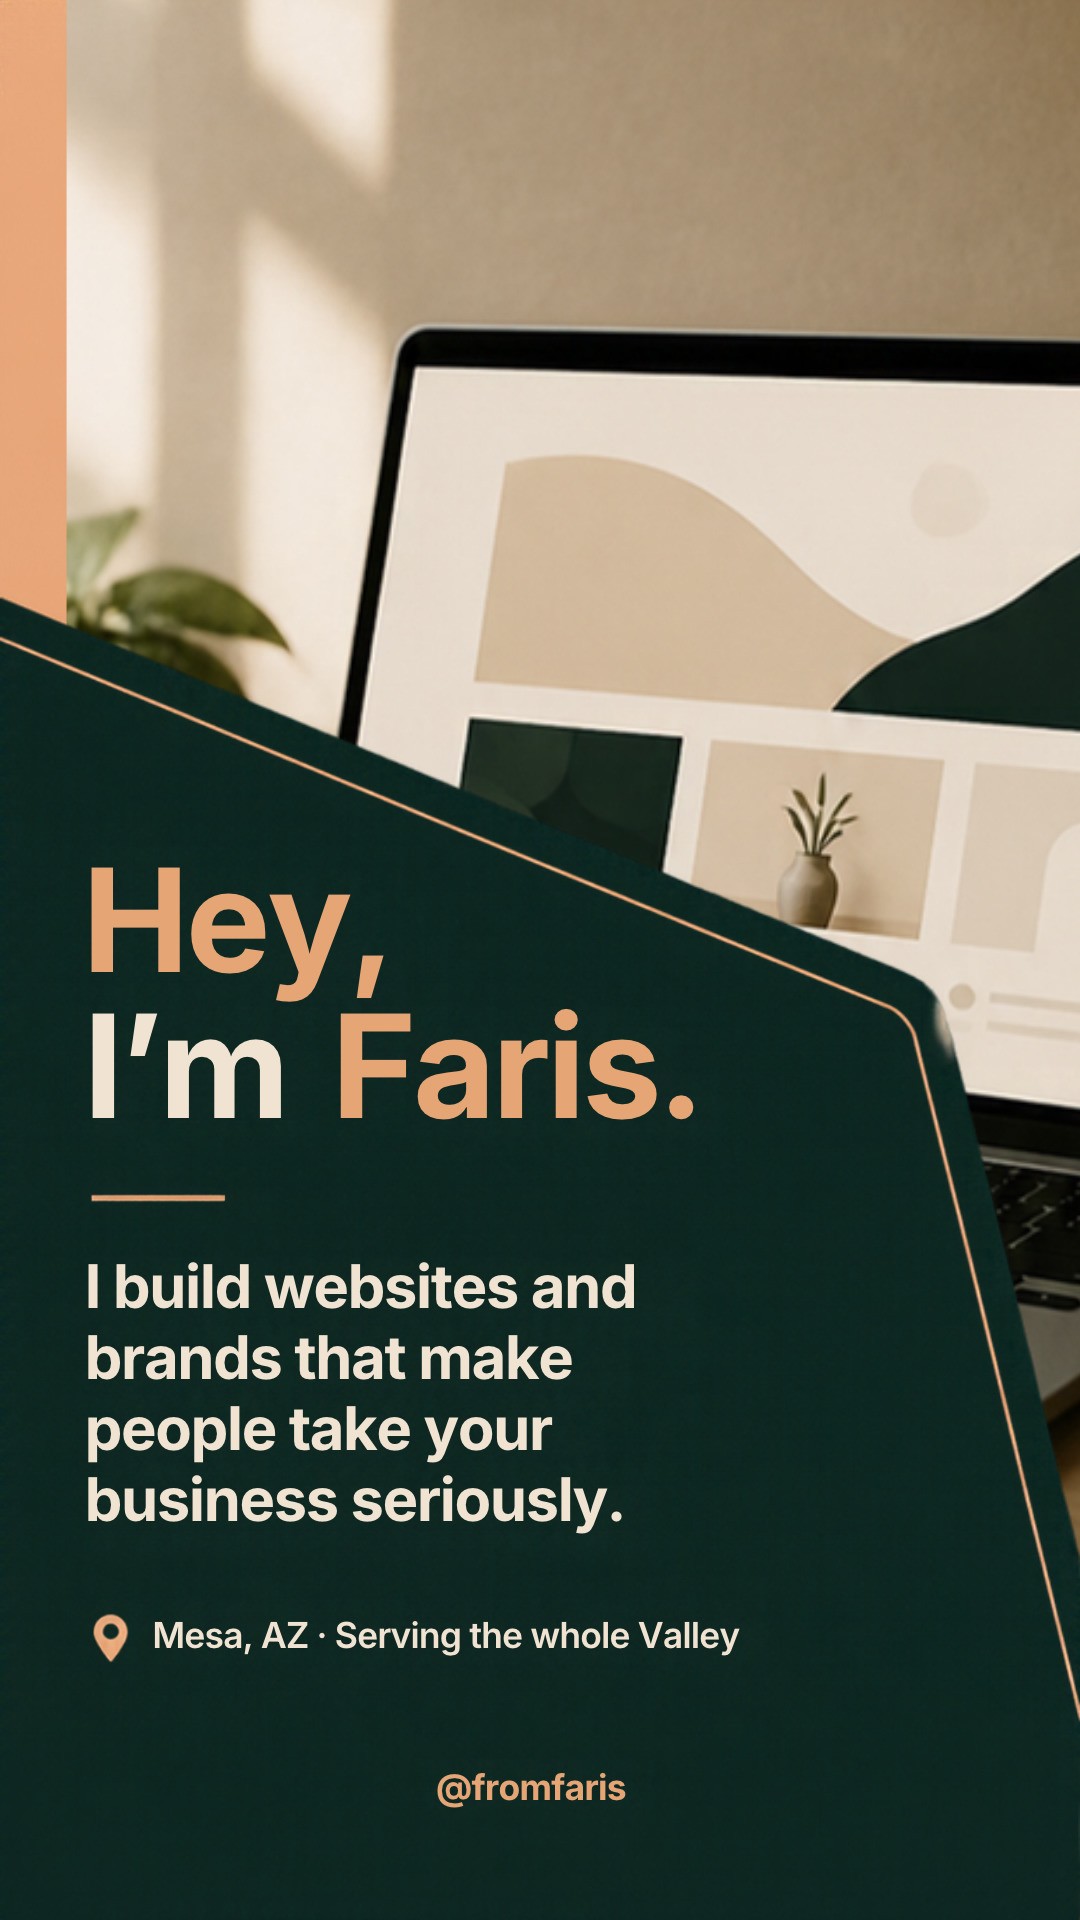 Hey,
I’m Faris.
I build websites and
brands that make
people take your
business seriously.
Mesa, AZ · Serving the whole Valley
@fromfaris